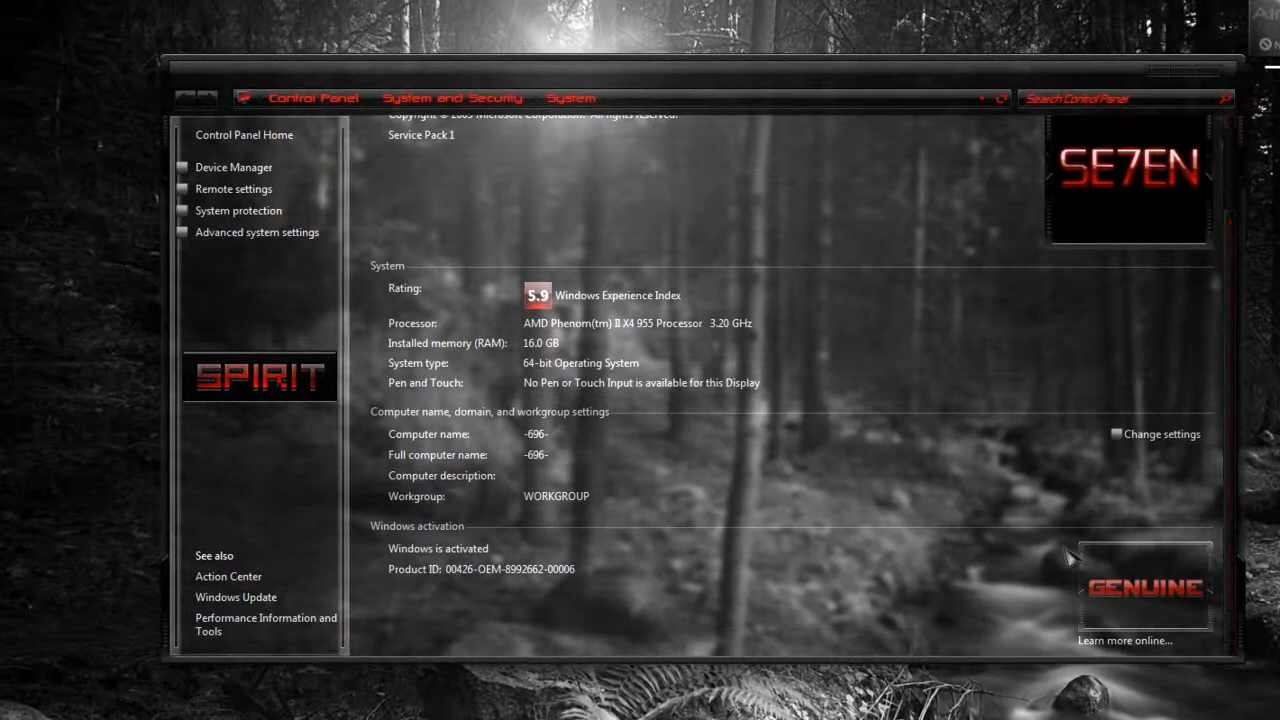 Control Panel System and Security System
Search Control Panel
Control Panel Home
Device Manager
Remote settings
System protection
Advanced system settings
SPIRIT
See also
Action Center
Windows Update
Performance Information and
Tools
Service Pack 1
SE7EN
System
Rating: 5.9 Windows Experience Index
Processor: AMD Phenom(tm) II X4 955 Processor 3.20 GHz
Installed memory (RAM): 16.0 GB
System type: 64-bit Operating System
Pen and Touch: No Pen or Touch Input is available for this Display
Computer name, domain, and workgroup settings
Computer name: -696-
Change settings
Full computer name: -696-
Computer description:
Workgroup: WORKGROUP
Windows activation
Windows is activated
Product ID: 00426-OEM-8992662-00006
GENUINE
Learn more online...